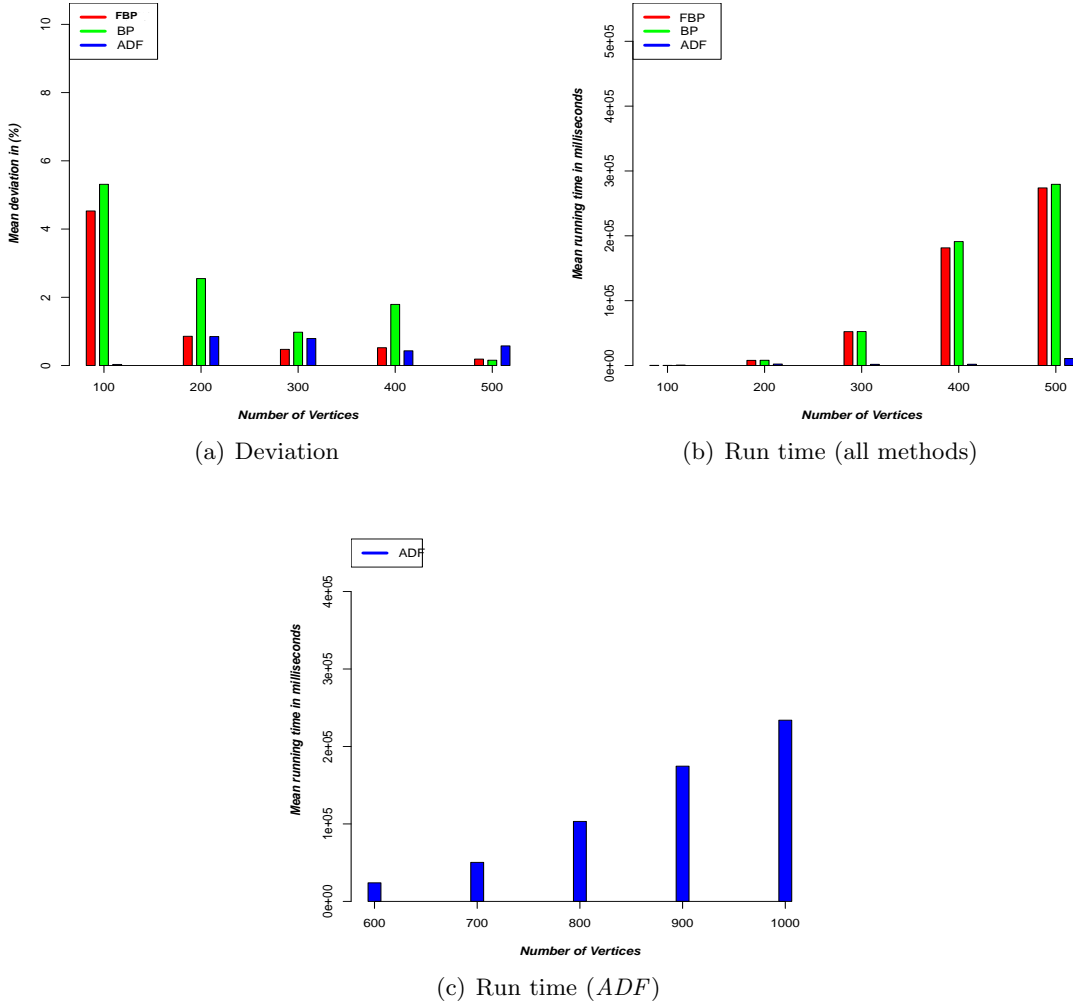 FBP
BP
ADF
10
8
6
4
2
0
Mean deviation in (%)
100 200 300 400 500
Number of Vertices
(a) Deviation
FBP
BP
ADF
5e+05
4e+05
3e+05
2e+05
1e+05
0e+00
Mean running time in milliseconds
100 200 300 400 500
Number of Vertices
(b) Run time (all methods)
ADF
4e+05
3e+05
2e+05
1e+05
0e+00
Mean running time in milliseconds
600 700 800 900 1000
Number of Vertices
(c) Run time (ADF)